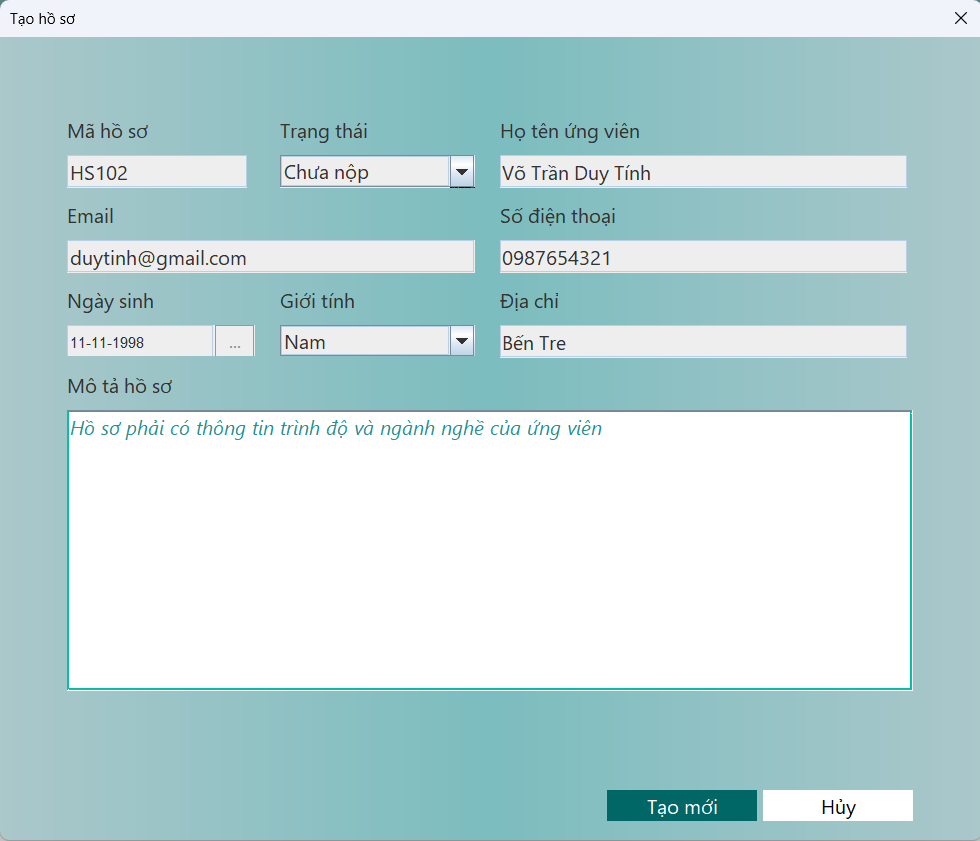 Tạo hồ sơ
Mã hồ sơ Trạng thái Họ tên ứng viên
HS102 Chưa nộp Võ Trần Duy Tính
Email Số điện thoại
duytinh@gmail.com 0987654321
Ngày sinh Giới tính Địa chỉ
11-11-1998 ... Nam Bến Tre
Mô tả hồ sơ
Hồ sơ phải có thông tin trình độ và ngành nghề của ứng viên
Tạo mới Hủy